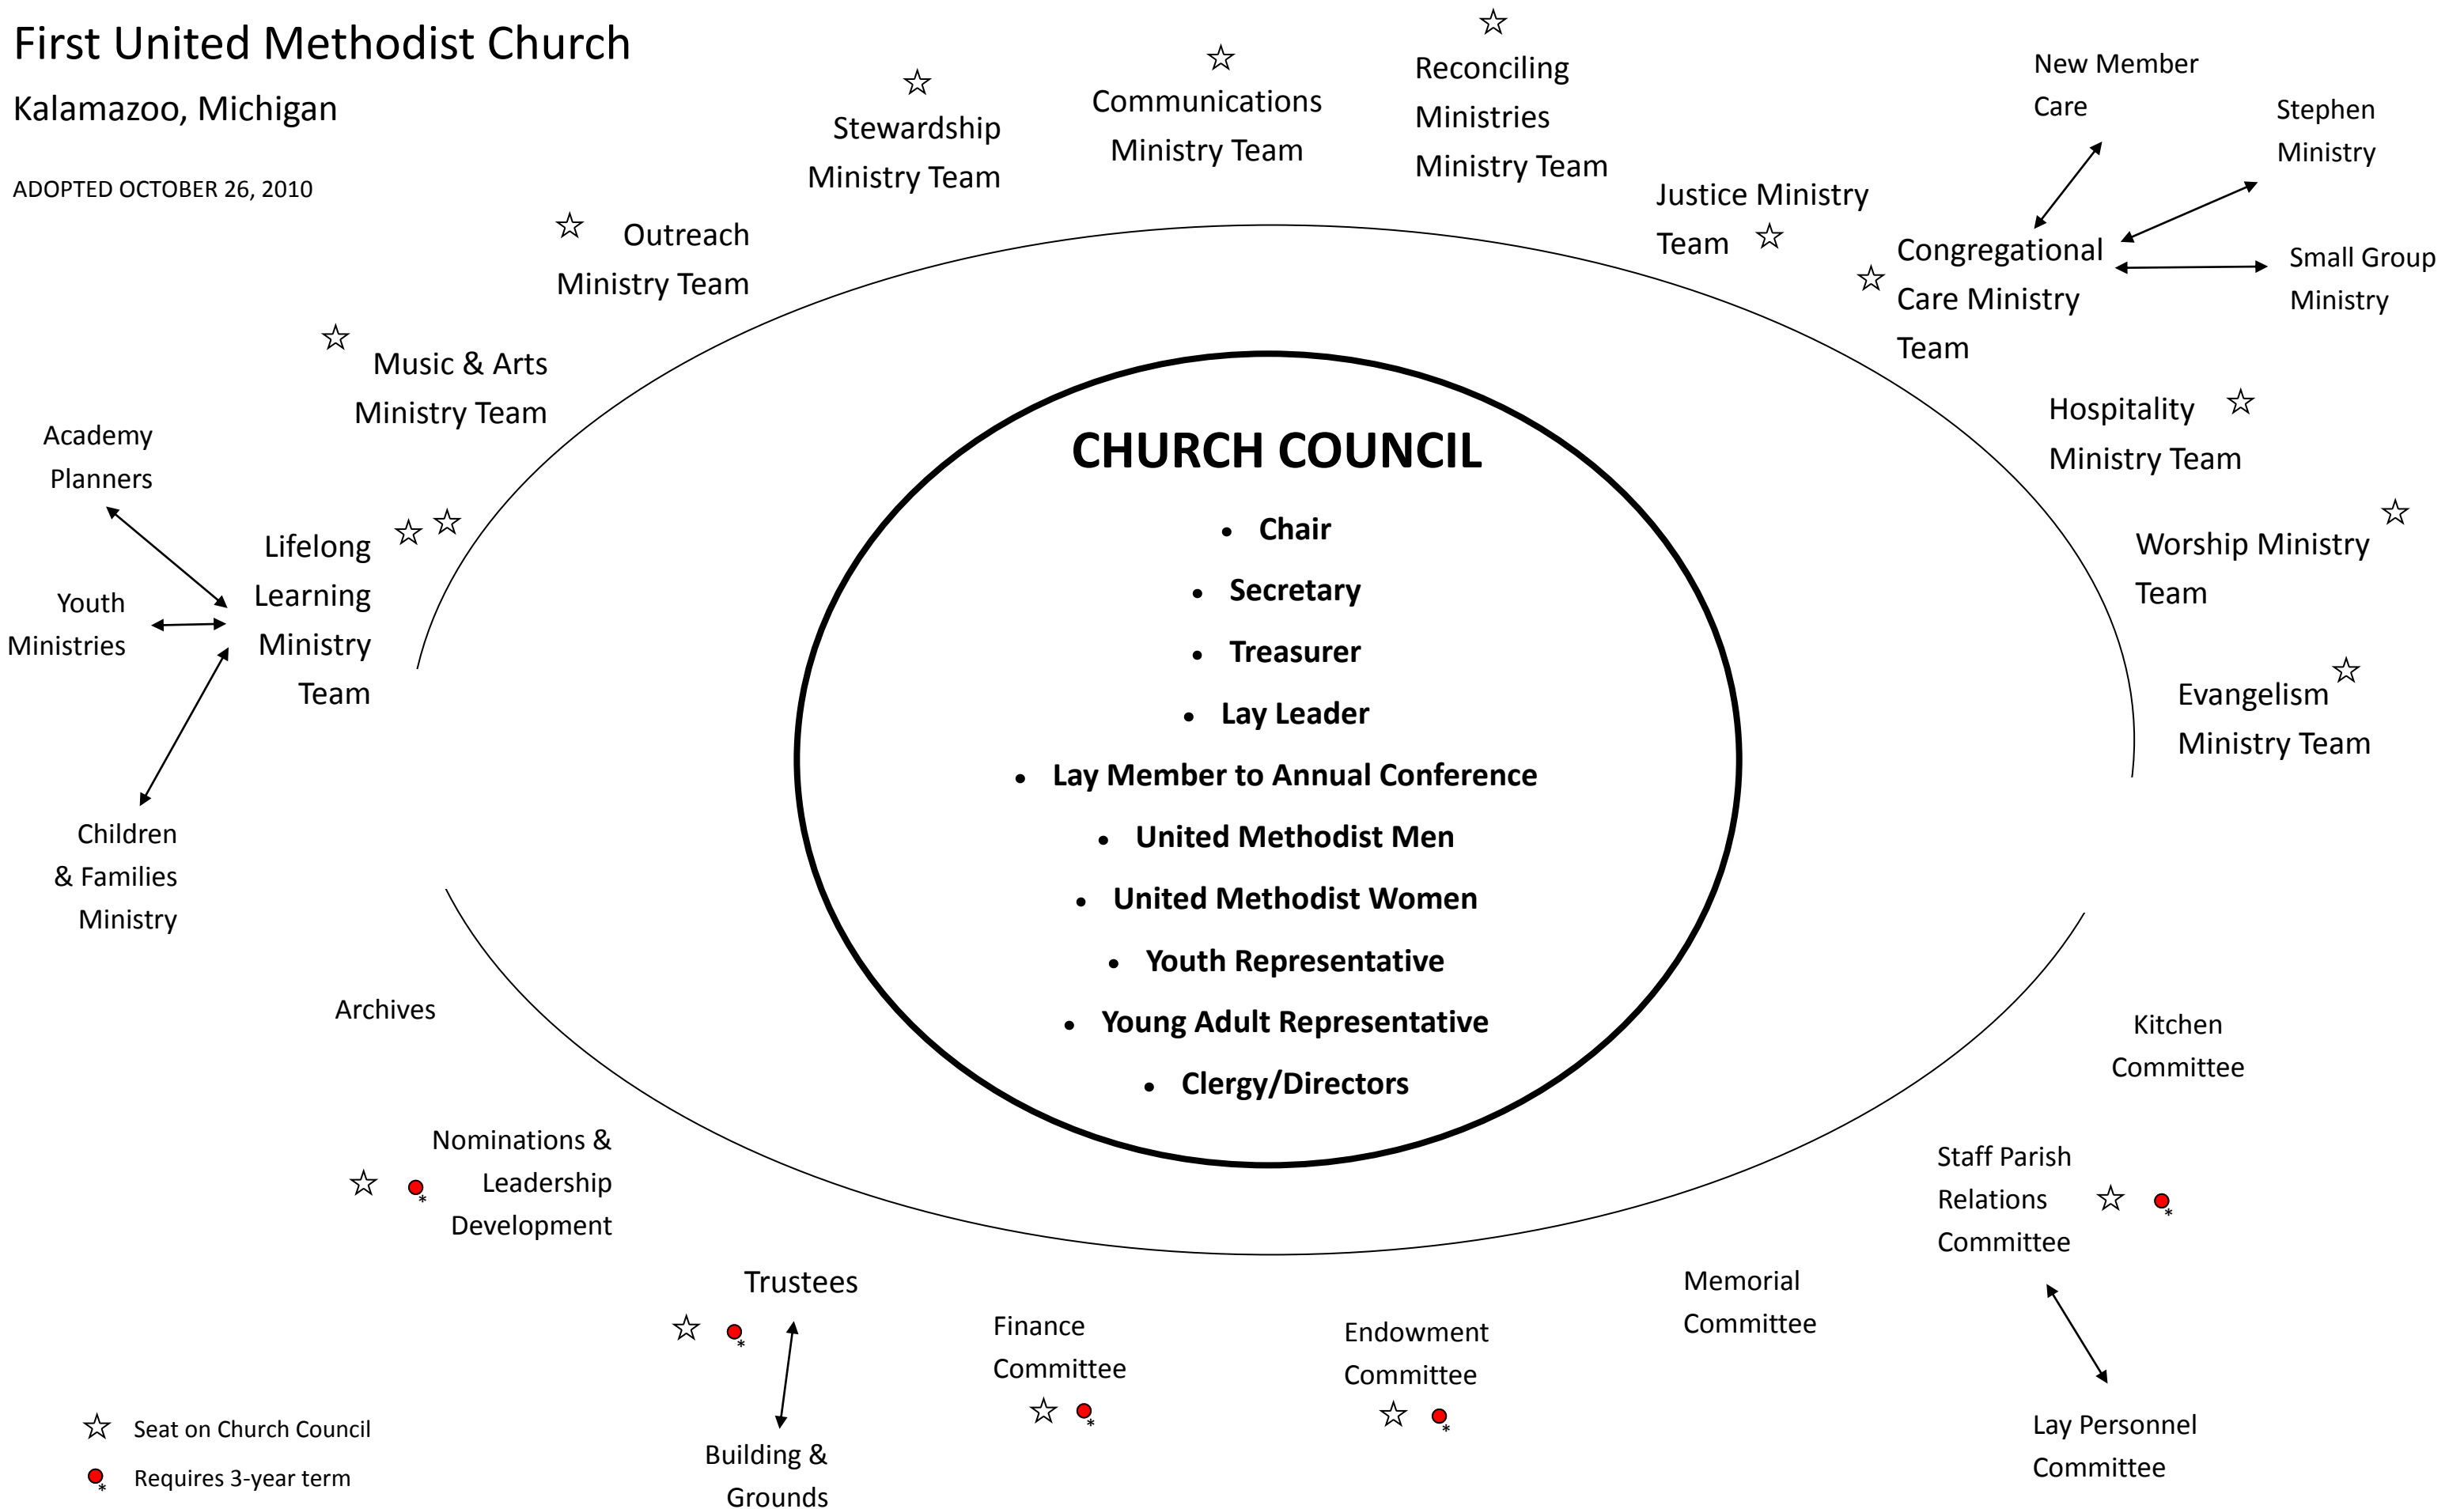 First United Methodist Church
Kalamazoo, Michigan
ADOPTED OCTOBER 26, 2010
Stewardship
Ministry Team
Communications
Ministry Team
Reconciling
Ministries
Ministry Team
New Member
Care
Stephen
Ministry
Small Group
Ministry
Justice Ministry
Team
Congregational
Care Ministry
Team
Outreach
Ministry Team
Music & Arts
Ministry Team
Hospitality
Ministry Team
Worship Ministry
Team
Evangelism
Ministry Team
Academy
Planners
Youth
Ministries
Children
& Families
Ministry
Lifelong
Learning
Ministry
Team
CHURCH COUNCIL
• Chair
• Secretary
• Treasurer
• Lay Leader
• Lay Member to Annual Conference
• United Methodist Men
• United Methodist Women
• Youth Representative
• Young Adult Representative
• Clergy/Directors
Archives
Kitchen
Committee
Nominations &
Leadership
Development
*
Staff Parish
Relations
Committee
*
Trustees
*
Building &
Grounds
Finance
Committee
*
Endowment
Committee
*
Memorial
Committee
Lay Personnel
Committee
Seat on Church Council
* Requires 3-year term